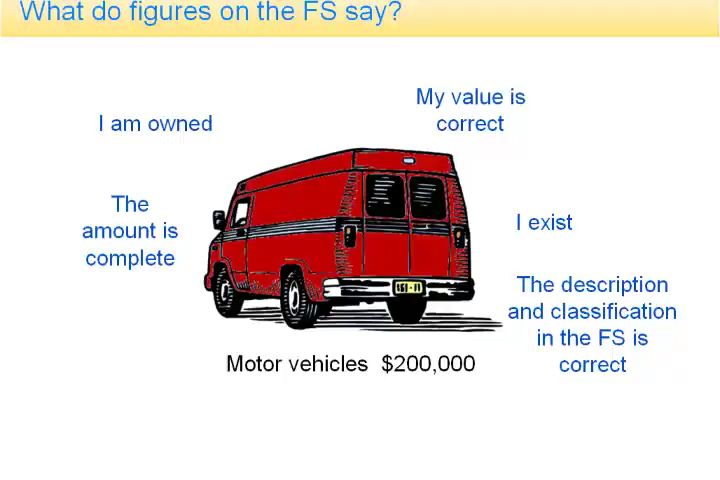 What do figures on the FS say?
My value is
correct
I am owned
The
amount is
complete
I exist
The description
and classification
in the FS is
correct
Motor vehicles $200,000